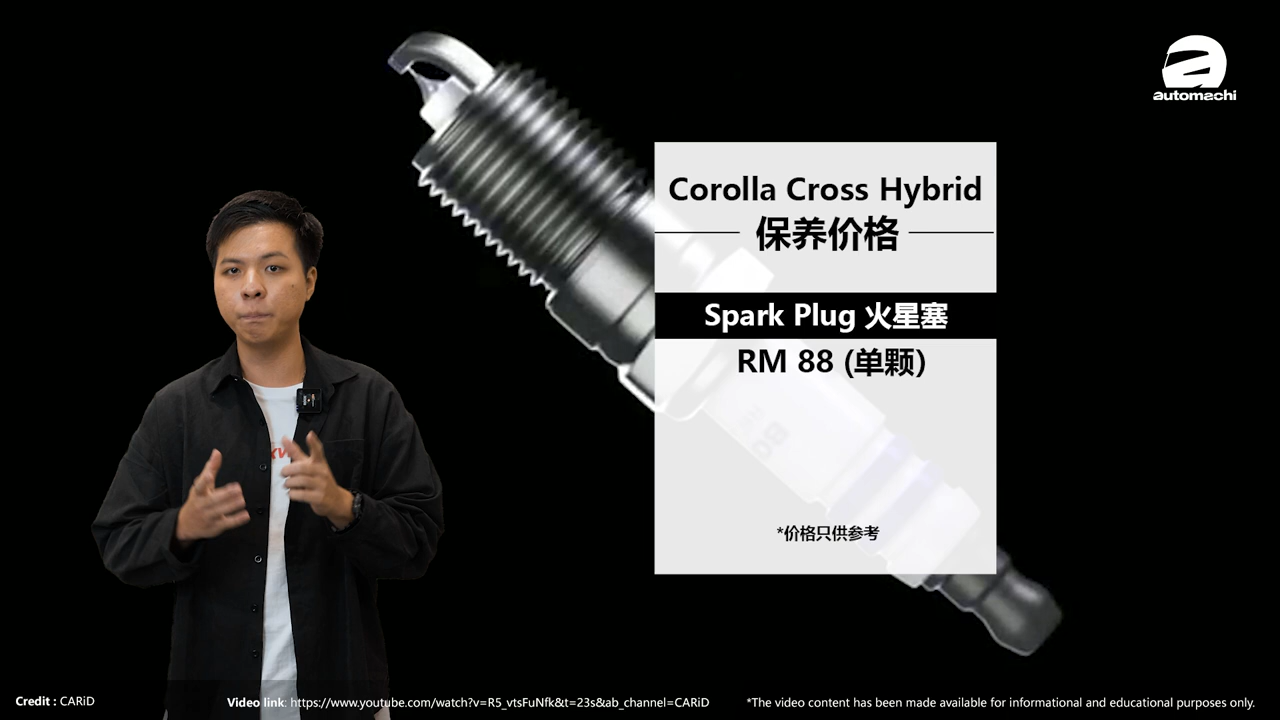 automachi
Corolla Cross Hybrid
保养价格
Spark Plug 火星塞
RM 88 (单颗)
*价格只供参考
Credit : CARiD
Video link: https://www.youtube.com/watch?v=R5_vtsFuNfk&t=23s&ab_channel=CARiD
*The video content has been made available for informational and educational purposes only.